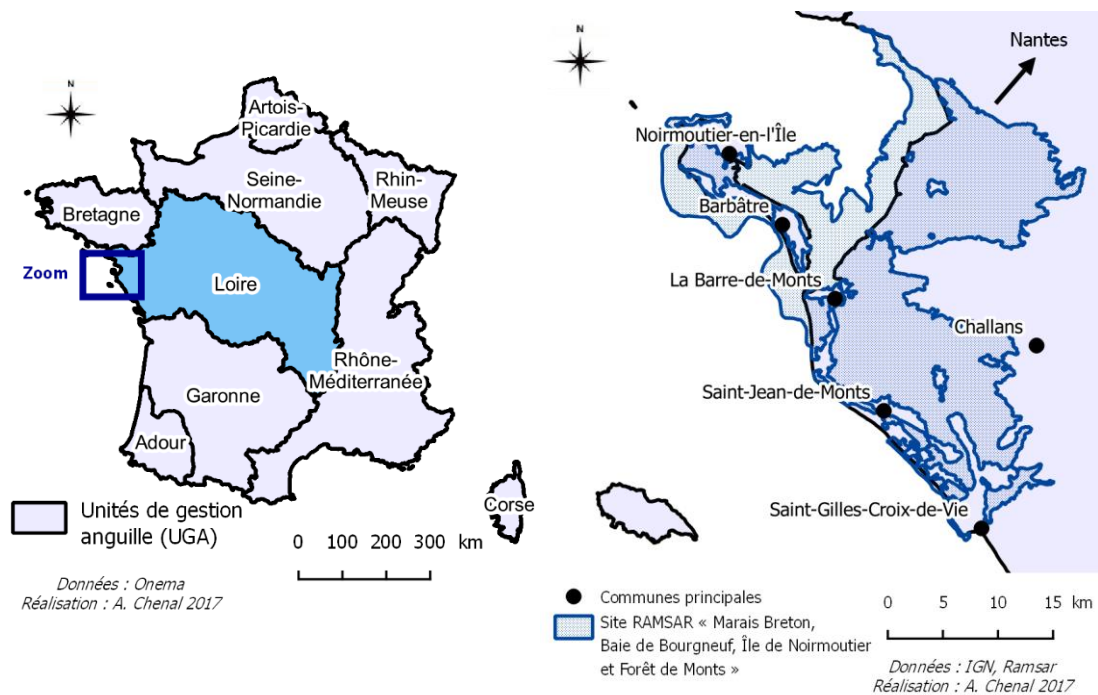 N
Artois-
Picardie
Seine-
Normandie
Rhin-
Meuse
Bretagne
Zoom
Loire
Rhône-
Méditerranée
Garonne
Adour
Corse
Unités de gestion
anguille (UGA)
0 100 200 300 km
Données : Onema
Réalisation : A. Chenal 2017
N
Nantes
Noirmoutier-en-l'Île
Barbâtre
La Barre-de-Monts
Challans
Saint-Jean-de-Monts
Saint-Gilles-Croix-de-Vie
Communes principales
Site RAMSAR « Marais Breton,
Baie de Bourgneuf, Île de Noirmoutier
et Forêt de Monts »
0 5 10 15 km
Données : IGN, Ramsar
Réalisation : A. Chenal 2017